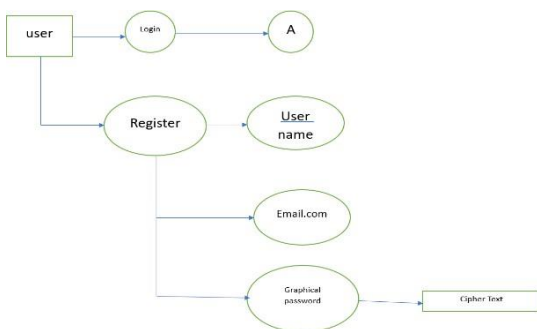 user
Login
A
Register
User
name
Email.com
Graphical
password
Cipher Text